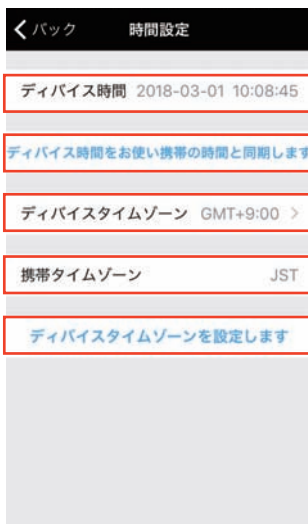 バック 時間設定
ディバイス時間 2018-03-01 10:08:45
ディバイス時間をお使い携帯の時間と同期します
ディバイスタイムゾーン GMT+9:00 >
携帯タイムゾーン JST
ディバイスタイムゾーンを設定します